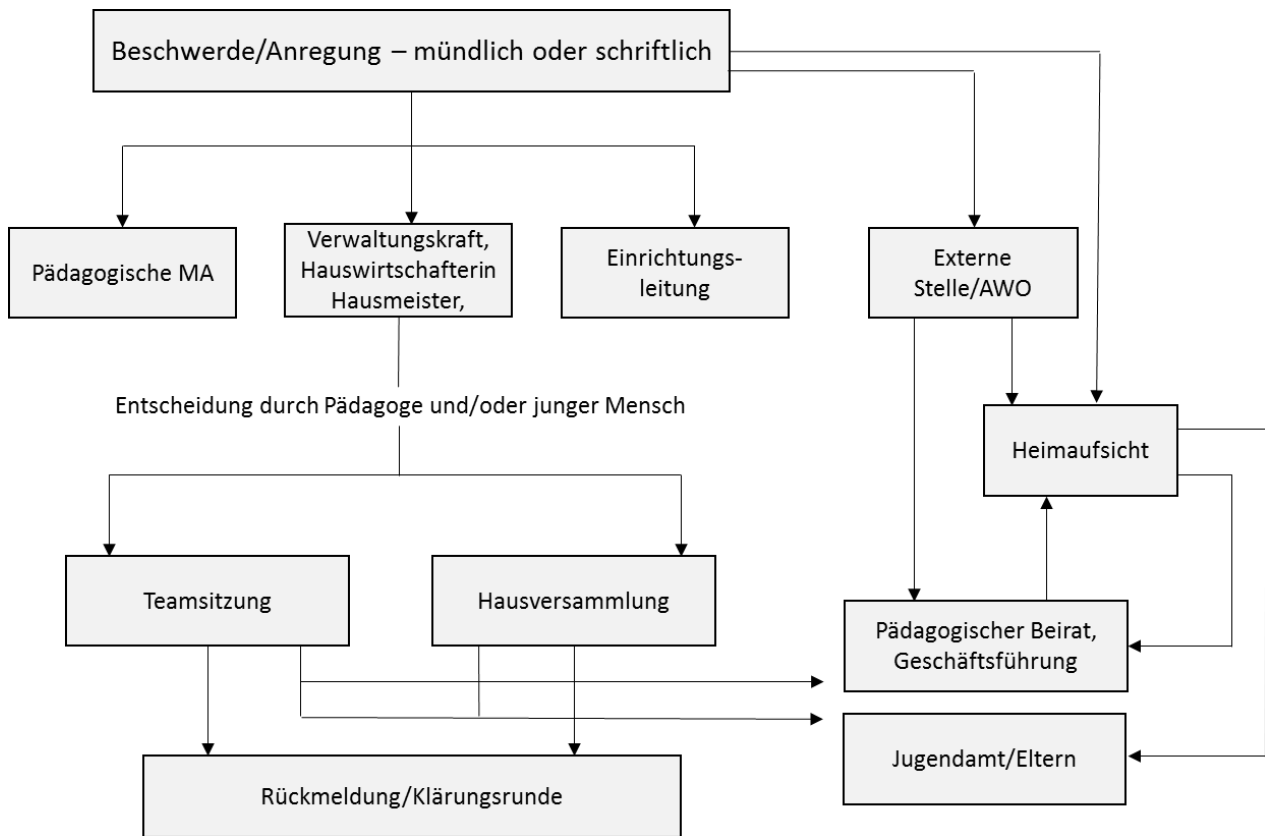 Beschwerde/Anregung – mündlich oder schriftlich
Pädagogische MA
Verwaltungskraft,
Hauswirtschafterin
Hausmeister,
Einrichtungs-
leitung
Externe
Stelle/AWO
Entscheidung durch Pädagoge und/oder junger Mensch
Heimaufsicht
Teamsitzung
Hausversammlung
Pädagogischer Beirat,
Geschäftsführung
Jugendamt/Eltern
Rückmeldung/Klärungsrunde